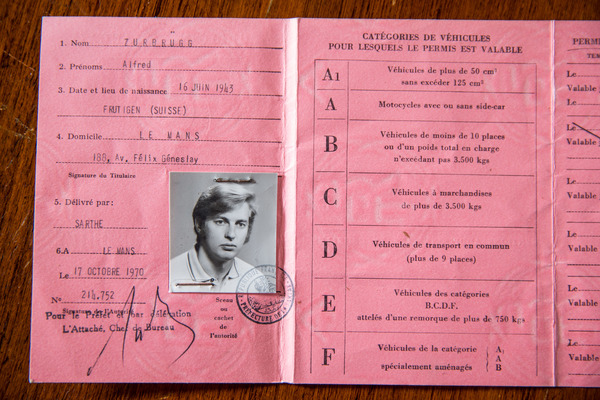 1. Nom ZURBRUGG
2. Prénoms Alfred
3. Date et lieu de naissance 16 JUIN 1943
FRUTIGEN (SUISSE)
4. Domicile LE MANS
188, Av. Félix Géneslay
Signature du Titulaire
5. Délivré par :
SARTHE
6.A LE MANS
Le 17 OCTOBRE 1970
N° 214.752
Signature de l'Autorité
Pour le Préfet et par délégation
L'Attaché, Chef de Bureau
Sceau
ou
cachet
de
l'autorité
CATÉGORIES DE VÉHICULES
POUR LESQUELS LE PERMIS EST VALABLE
A1 Véhicules de plus de 50 cm³
sans excéder 125 cm³
A Motocycles avec ou sans side-car
B Véhicules de moins de 10 places
ou d'un poids total en charge
n'excédant pas 3.500 kgs
C Véhicules à marchandises
de plus de 3.500 kgs
D Véhicules de transport en commun
(plus de 9 places)
E Véhicules des catégories
B.C.D.F.
attelés d'une remorque de plus de 750 kgs
F Véhicules de la catégorie
spécialement aménagés
A1
A
B
PERMI
Le
Valable
Le
Valable
Le
Valable
Le
Valable
Le
Valable
Le
Valable